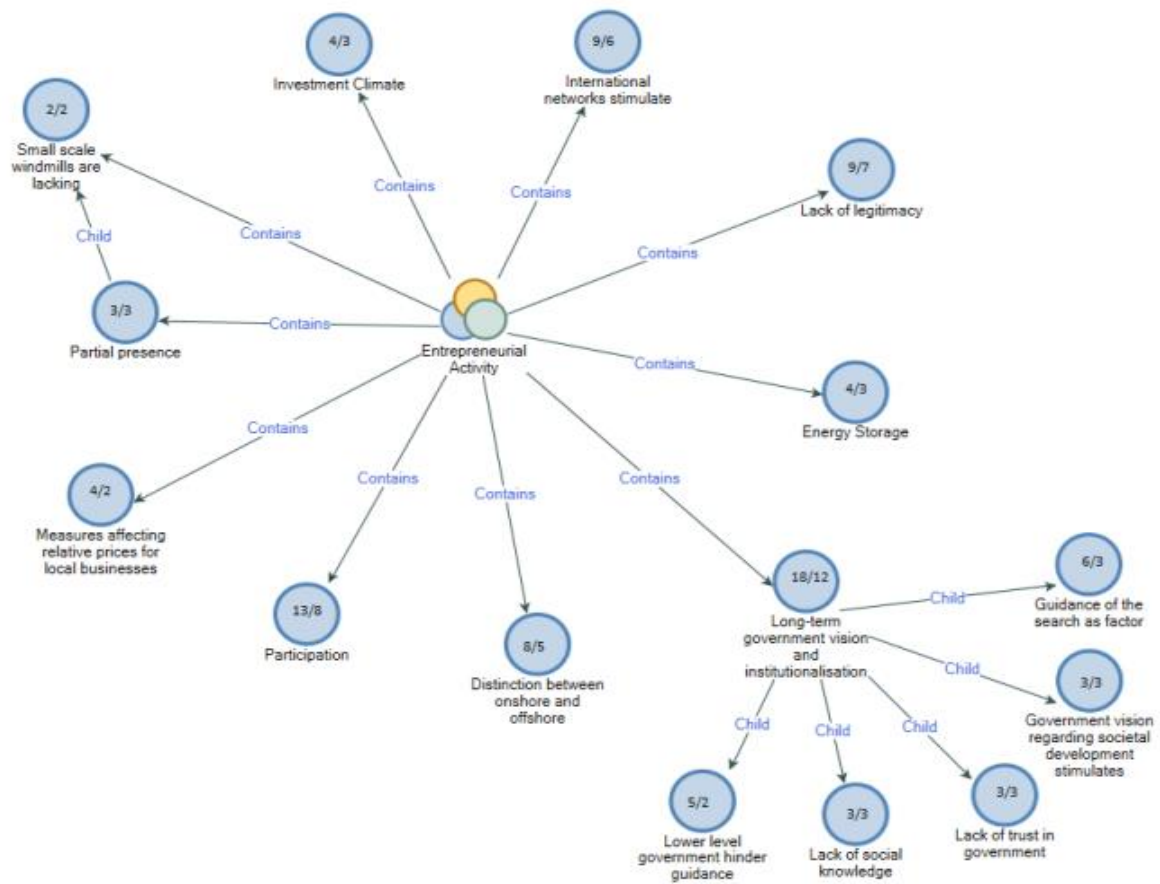 4/3
Investment Climate
9/6
International
networks stimulate
2/2
Small scale
windmills are
lacking
9/7
Lack of legitimacy
Contains
Contains
Contains
Child
Contains
3/3
Partial presence
Contains
Entrepreneurial
Activity
Contains
4/3
Energy Storage
Contains
Contains
Contains
Contains
4/2
Measures affecting
relative prices for
local businesses
13/8
Participation
8/5
Distinction between
onshore and
offshore
18/12
Long-term
government vision
and
institutionalisation
Child
6/3
Guidance of the
search as factor
Child
3/3
Government vision
regarding societal
development
stimulates
Child
Child
Child
5/2
Lower level
government hinder
guidance
3/3
Lack of social
knowledge
3/3
Lack of trust in
government